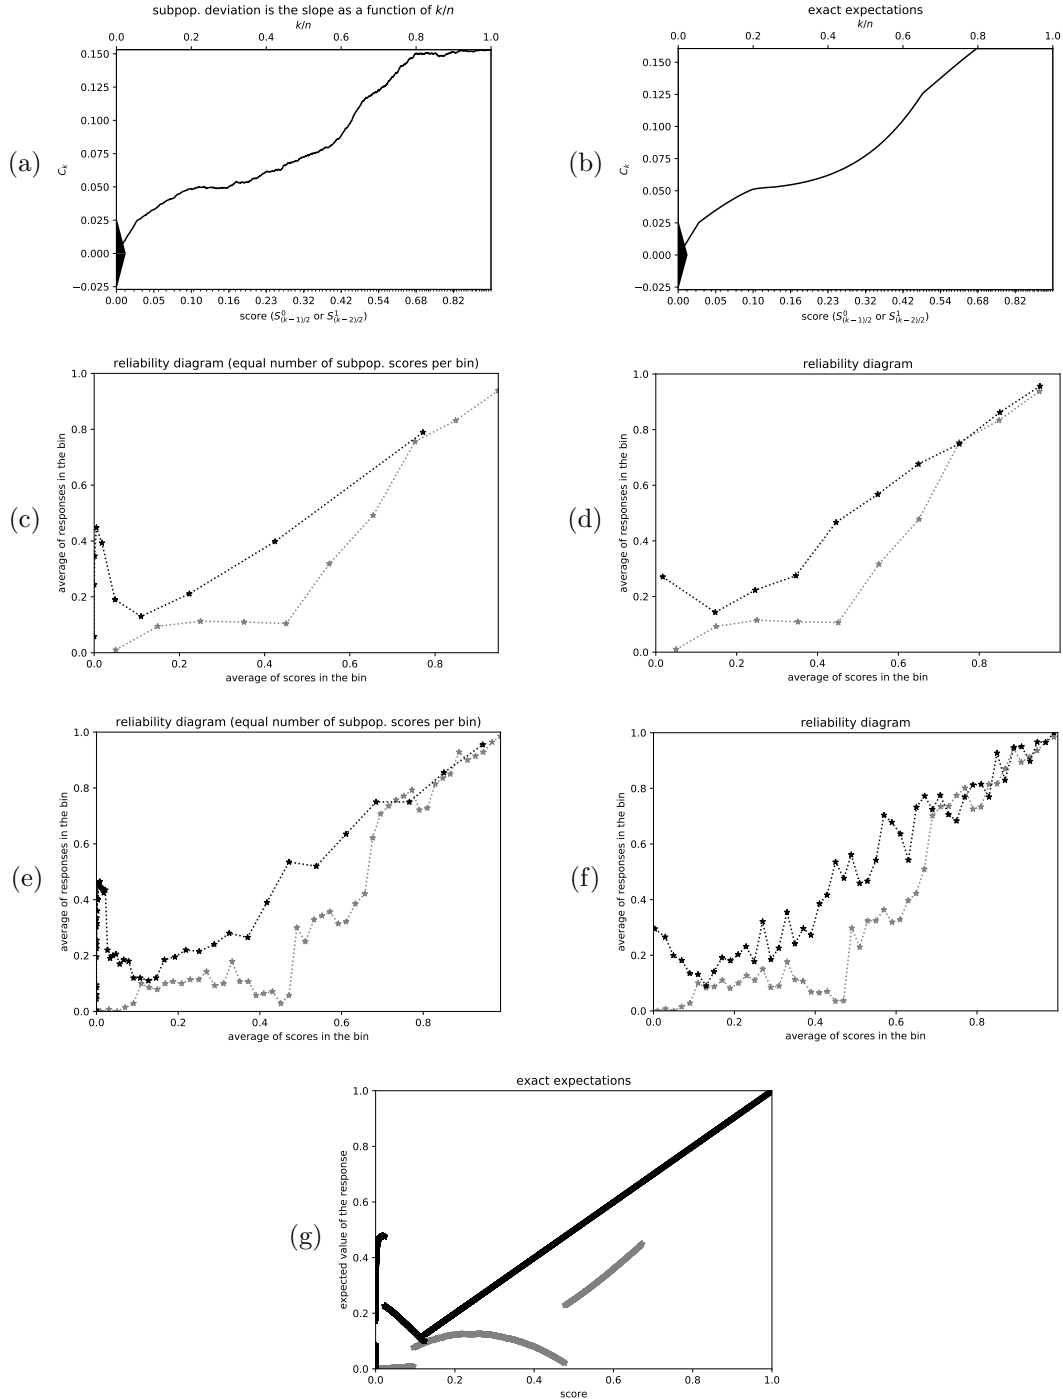 subpop. deviation is the slope as a function of k/n
k/n
0.0 0.2 0.4 0.6 0.8 1.0
0.150
0.125
0.100
0.075
0.050
0.025
0.000
−0.025
C_k
(a)
0.00 0.05 0.10 0.16 0.23 0.32 0.42 0.54 0.68 0.82
score (S^0_{(k−1)/2} or S^1_{(k−2)/2})
exact expectations
k/n
0.0 0.2 0.4 0.6 0.8 1.0
0.150
0.125
0.100
0.075
0.050
0.025
0.000
−0.025
C_k
(b)
0.00 0.05 0.10 0.16 0.23 0.32 0.42 0.54 0.68 0.82
score (S^0_{(k−1)/2} or S^1_{(k−2)/2})
reliability diagram (equal number of subpop. scores per bin)
1.0
0.8
0.6
0.4
0.2
0.0
average of responses in the bin
(c)
0.0 0.2 0.4 0.6 0.8
average of scores in the bin
reliability diagram
1.0
0.8
0.6
0.4
0.2
0.0
average of responses in the bin
(d)
0.0 0.2 0.4 0.6 0.8
average of scores in the bin
reliability diagram (equal number of subpop. scores per bin)
1.0
0.8
0.6
0.4
0.2
0.0
average of responses in the bin
(e)
0.0 0.2 0.4 0.6 0.8
average of scores in the bin
reliability diagram
1.0
0.8
0.6
0.4
0.2
0.0
average of responses in the bin
(f)
0.0 0.2 0.4 0.6 0.8
average of scores in the bin
exact expectations
1.0
0.8
0.6
0.4
0.2
0.0
expected value of the response
(g)
0.0 0.2 0.4 0.6 0.8 1.0
score